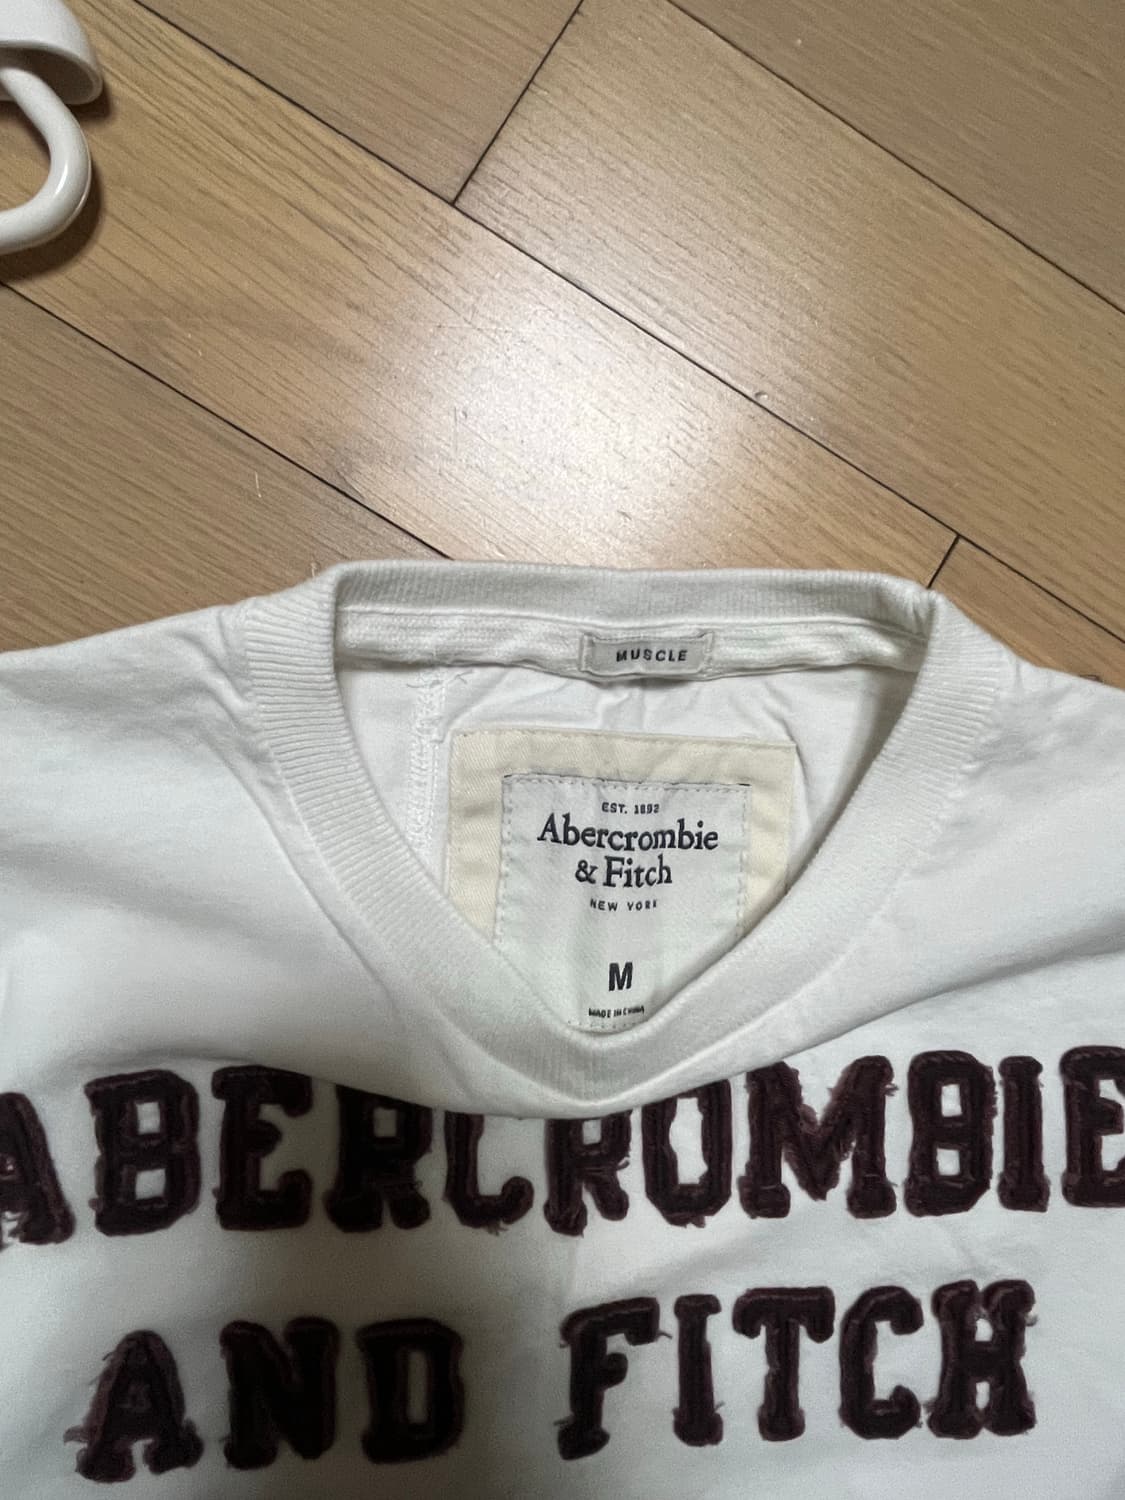 MUSCLE
EST. 1892
Abercrombie
& Fitch
NEW YORK
M
MADE IN CHINA
ABERCROMBIE
AND FITCH